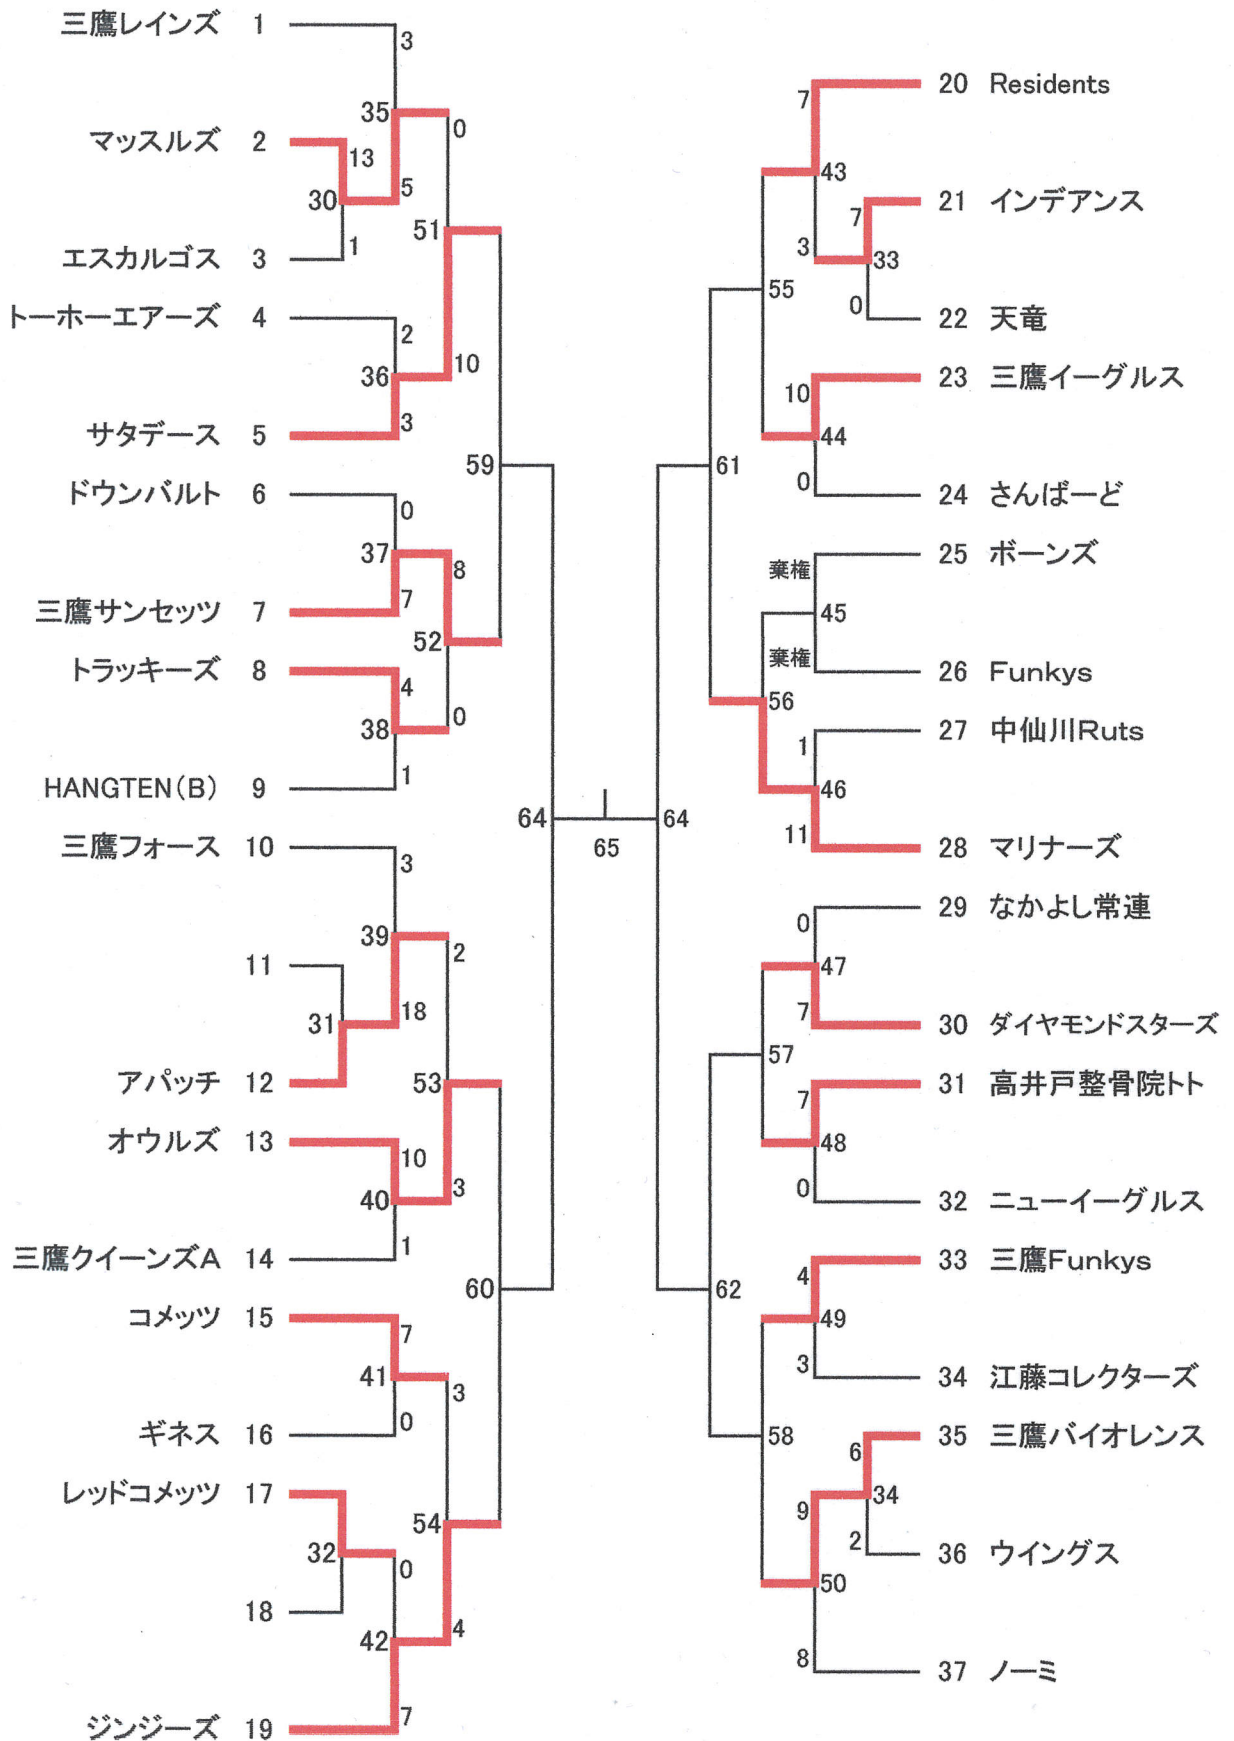 三鷹レインズ 1
3
35
0
マッスルズ 2
13
30
5
1
51
エスカルゴス 3
トーホーエアーズ 4
2
36
10
3
サタデース 5
59
ドウンバルト 6
0
37
8
7
三鷹サンセッツ 7
52
トラッキーズ 8
4
38
0
1
HANGTEN(B) 9
64
三鷹フォース 10
3
39
2
11
18
31
アパッチ 12
53
オウルズ 13
10
40
3
1
三鷹クイーンズA 14
60
コメッツ 15
7
41
3
0
ギネス 16
レッドコメッツ 17
54
32
0
18
42
4
7
ジンジーズ 19
65
20 Residents
7
43
21 インデアンス
7
3
33
55
0
22 天竜
23 三鷹イーグルス
10
44
61
0
24 さんばーど
25 ボーンズ
棄権
45
棄権
26 Funkys
56
27 中仙川Ruts
1
46
64
11
28 マリナーズ
29 なかよし常連
0
47
7
30 ダイヤモンドスターズ
57
31 高井戸整骨院トト
7
48
0
32 ニューイーグルス
33 三鷹Funkys
4
62
49
3
34 江藤コレクターズ
58
35 三鷹バイオレンス
6
9
34
2
36 ウイングス
50
8
37 ノーミ